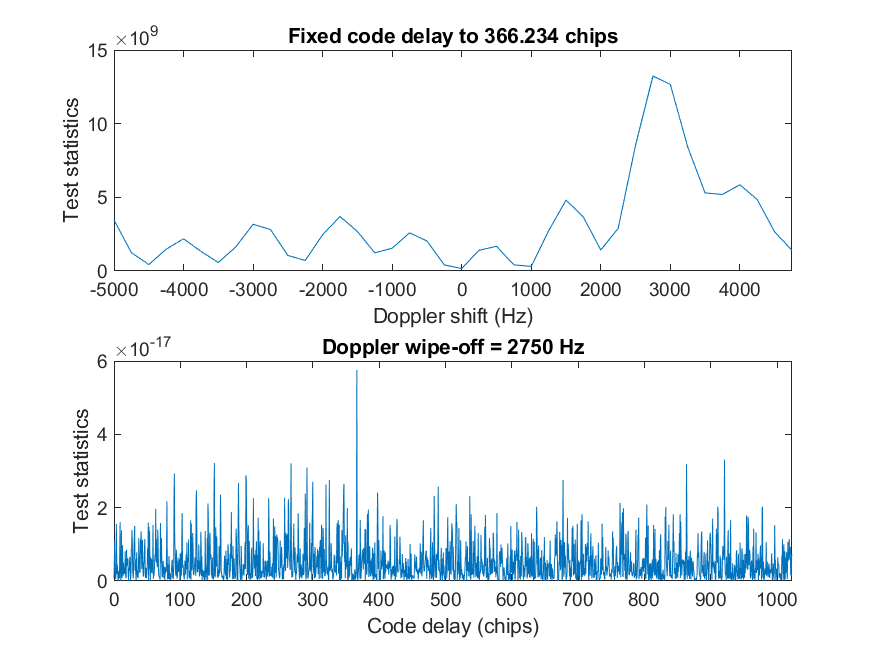 Fixed code delay to 366.234 chips
×10^9
15
10
5
0
Test statistics
-5000 -4000 -3000 -2000 -1000 0 1000 2000 3000 4000
Doppler shift (Hz)
Doppler wipe-off = 2750 Hz
×10^-17
6
4
2
0
Test statistics
0 100 200 300 400 500 600 700 800 900 1000
Code delay (chips)